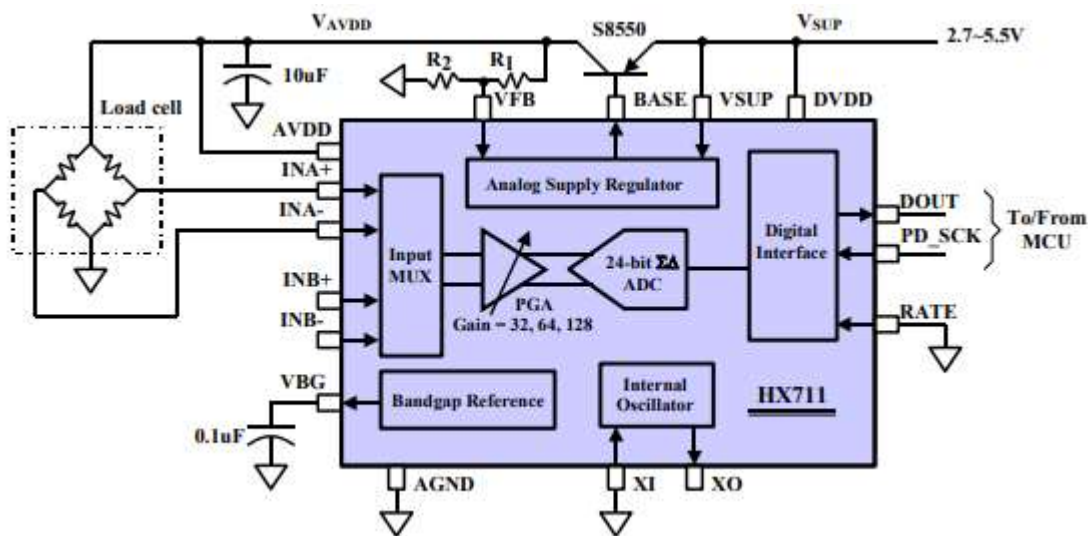 V_AVDD
S8550
V_SUP
2.7~5.5V
R2
R1
10uF
VFB
BASE
VSUP
DVDD
Load cell
AVDD
INA+
Analog Supply Regulator
DOUT
INA-
To/From
MCU
PD_SCK
Input
MUX
24-bit ΣΔ
ADC
Digital
Interface
INB+
PGA
Gain = 32, 64, 128
INB-
RATE
VBG
Bandgap Reference
Internal
Oscillator
HX711
0.1uF
AGND
XI
XO